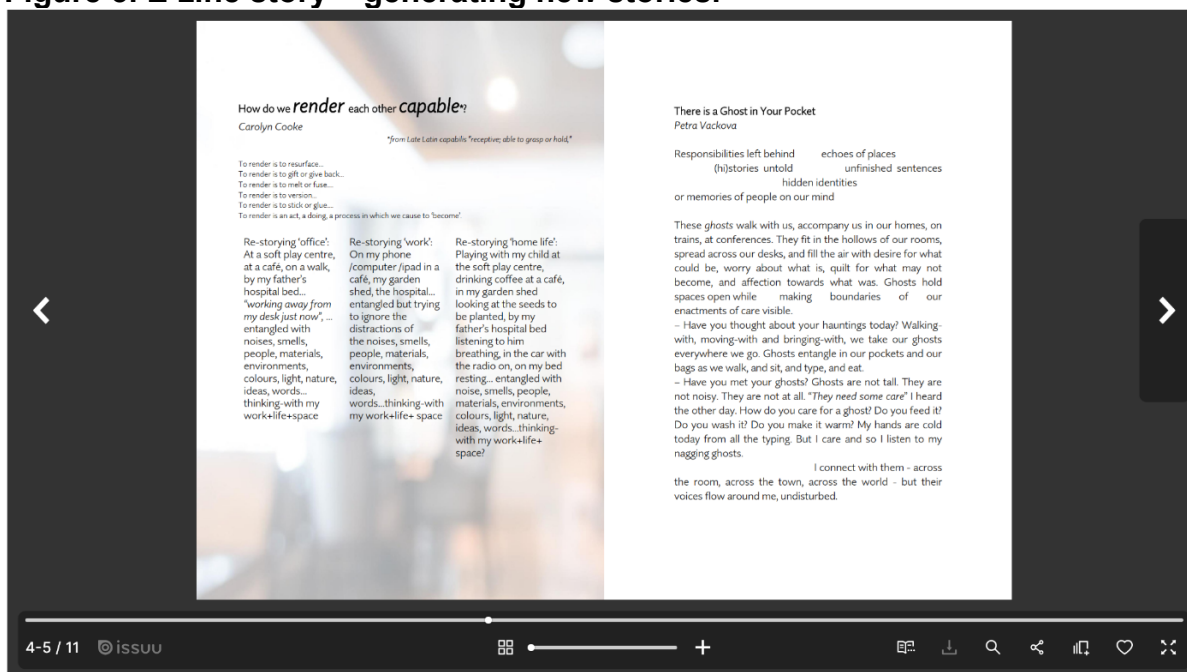 How do we render each other capable*?
Carolyn Cooke
*from Late Latin capabilis "receptive; able to grasp or hold,"
To render is to resurface...
To render is to gift or give back...
To render is to melt or fuse...
To render is to version...
To render is to stick or glue...
To render is an act, a doing, a process in which we cause to 'become'.
Re-storying 'office':
At a soft play centre,
at a café, on a walk,
by my father's
hospital bed...
"working away from
my desk just now", ...
entangled with
noises, smells,
people, materials,
environments,
colours, light, nature,
ideas, words...
thinking-with my
work+life+space
Re-storying 'work':
On my phone
/computer /ipad in a
café, my garden
shed, the hospital...
entangled but trying
to ignore the
distractions of
the noises, smells,
people, materials,
environments,
colours, light, nature,
ideas,
words...thinking-with
my work+life+ space
Re-storying 'home life':
Playing with my child at
the soft play centre,
drinking coffee at a café,
in my garden shed
looking at the seeds to
be planted, by my
father's hospital bed
listening to him
breathing, in the car with
the radio on, on my bed
resting... entangled with
noise, smells, people,
materials, environments,
colours, light, nature,
ideas, words...thinking-
with my work+life+
space?
There is a Ghost in Your Pocket
Petra Vackova
Responsibilities left behind echoes of places
(hi)stories untold unfinished sentences
hidden identities
or memories of people on our mind
These ghosts walk with us, accompany us in our homes, on
trains, at conferences. They fit in the hollows of our rooms,
spread across our desks, and fill the air with desire for what
could be, worry about what is, quilt for what may not
become, and affection towards what was. Ghosts hold
spaces open while making boundaries of our
enactments of care visible.
– Have you thought about your hauntings today? Walking-
with, moving-with and bringing-with, we take our ghosts
everywhere we go. Ghosts entangle in our pockets and our
bags as we walk, and sit, and type, and eat.
– Have you met your ghosts? Ghosts are not tall. They are
not noisy. They are not at all. "They need some care" I heard
the other day. How do you care for a ghost? Do you feed it?
Do you wash it? Do you make it warm? My hands are cold
today from all the typing. But I care and so I listen to my
nagging ghosts.
I connect with them - across
the room, across the town, across the world - but their
voices flow around me, undisturbed.
4-5 / 11 issuu